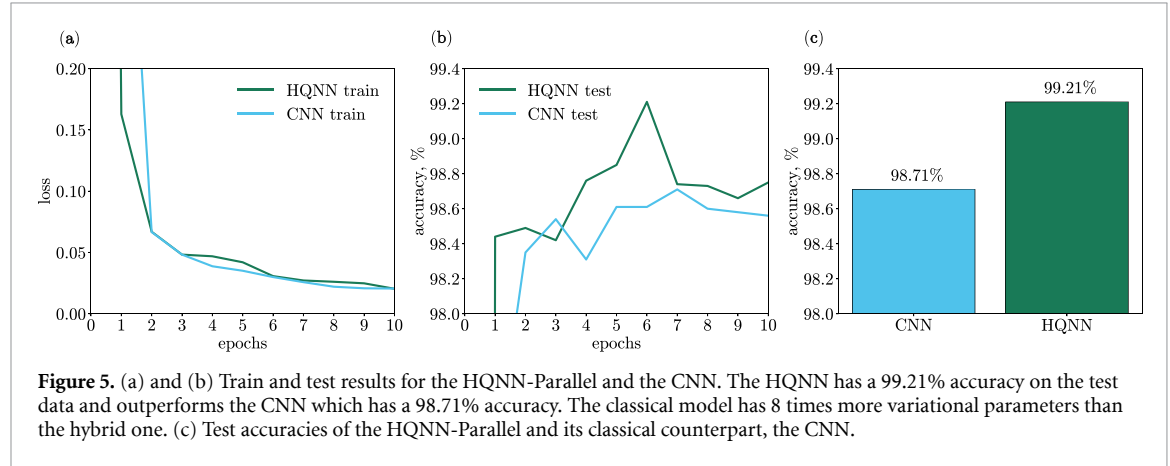 (a)
0.20
0.15
0.10
0.05
0.00
loss
HQNN train
CNN train
0 1 2 3 4 5 6 7 8 9 10
epochs
(b)
99.4
99.2
99.0
98.8
98.6
98.4
98.2
98.0
accuracy, %
HQNN test
CNN test
0 1 2 3 4 5 6 7 8 9 10
epochs
(c)
99.4
99.2
99.0
98.8
98.6
98.4
98.2
98.0
accuracy, %
98.71%
99.21%
CNN HQNN
Figure 5. (a) and (b) Train and test results for the HQNN-Parallel and the CNN. The HQNN has a 99.21% accuracy on the test
data and outperforms the CNN which has a 98.71% accuracy. The classical model has 8 times more variational parameters than
the hybrid one. (c) Test accuracies of the HQNN-Parallel and its classical counterpart, the CNN.